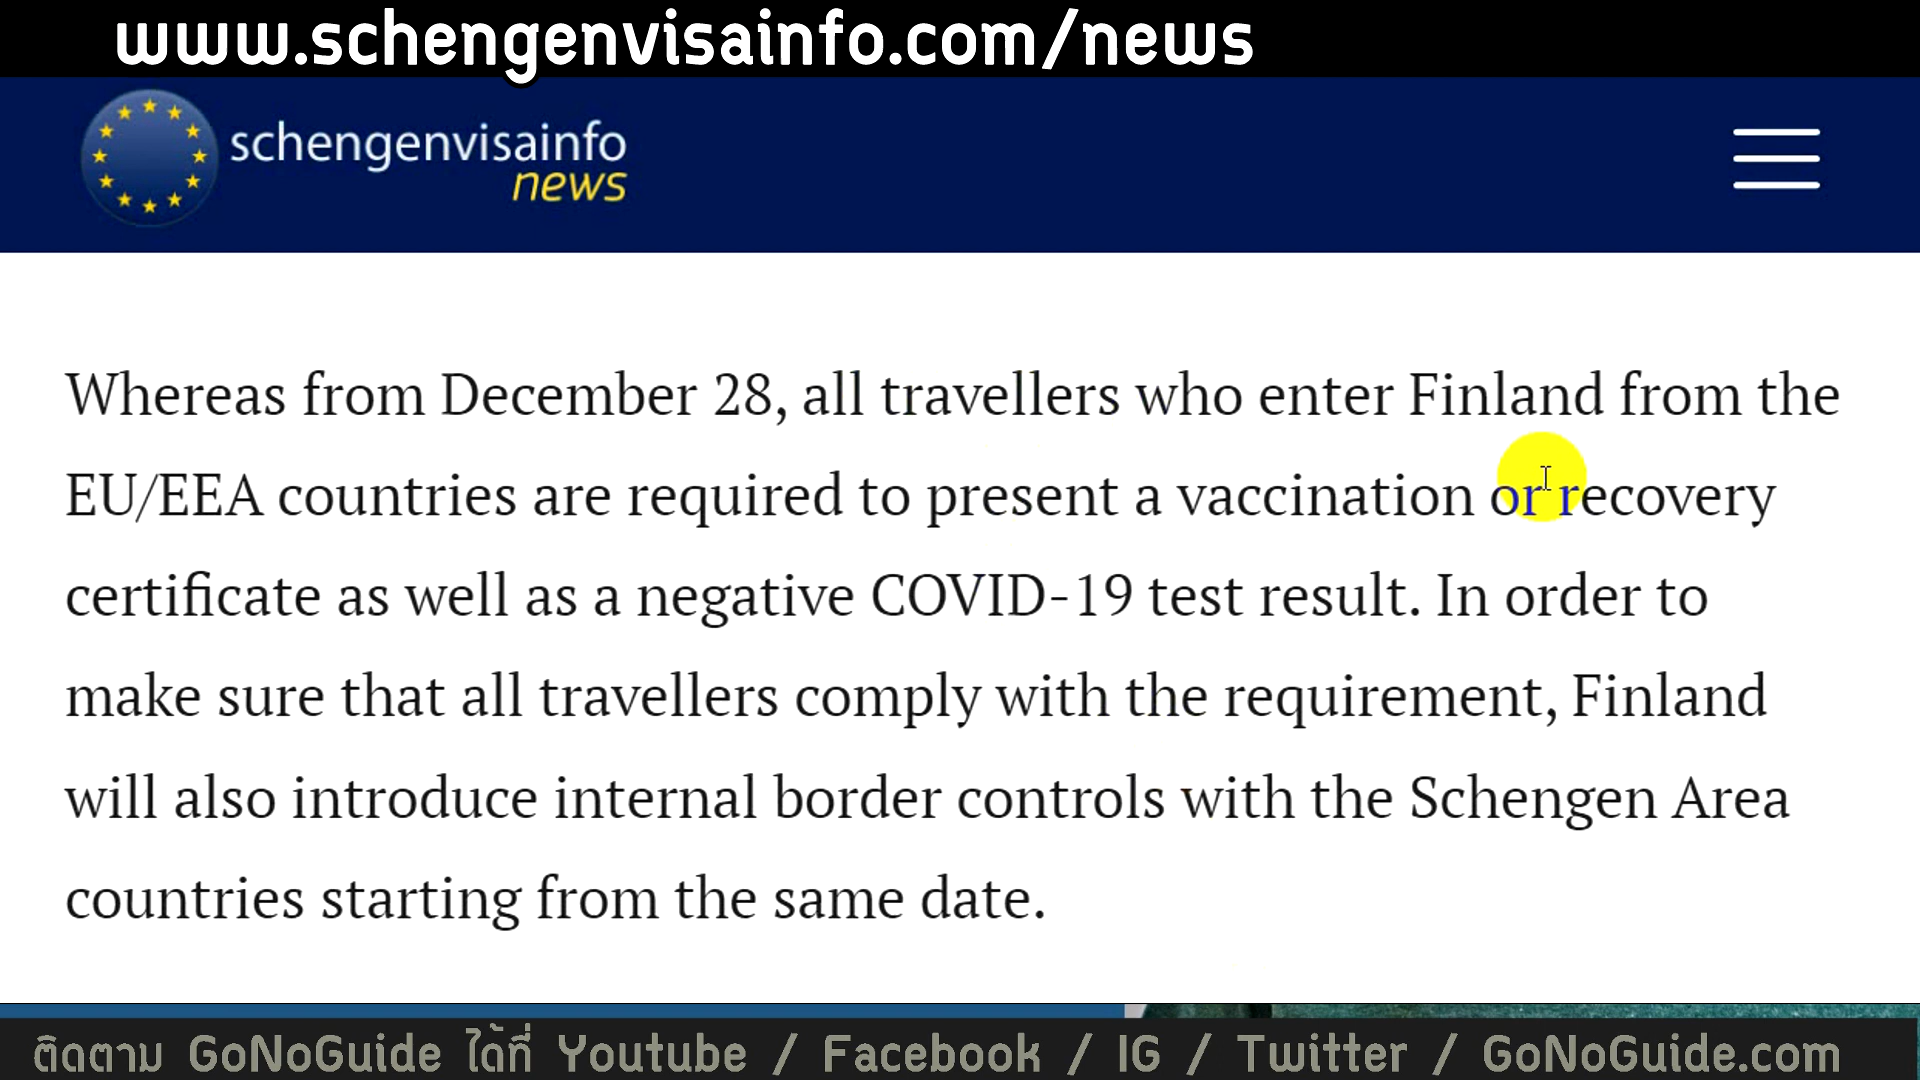 www.schengenvisainfo.com/news
schengenvisainfo
news
Whereas from December 28, all travellers who enter Finland from the
EU/EEA countries are required to present a vaccination or recovery
certificate as well as a negative COVID-19 test result. In order to
make sure that all travellers comply with the requirement, Finland
will also introduce internal border controls with the Schengen Area
countries starting from the same date.
ติดตาม GoNoGuide ได้ที่ Youtube / Facebook / IG / Twitter / GoNoGuide.com